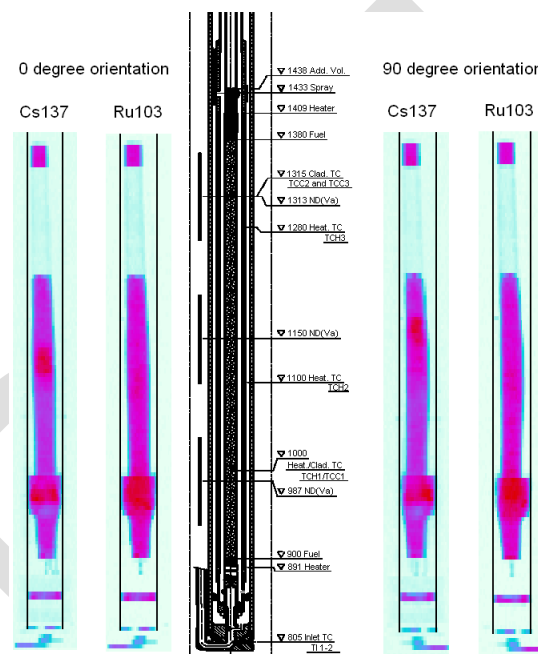 0 degree orientation
Cs137
Ru103
1438 Add. Vol.
1433 Spray
1409 Heater
1380 Fuel
1315 Clad. TC
TCC2 and TCC3
1313 ND(Va)
1280 Heat. TC
TCH3
1150 ND(Va)
1100 Heat. TC
TCH2
1000
Heat./Clad. TC
TCH1/TCC1
987 ND(Va)
900 Fuel
891 Heater
805 Inlet TC
TI 1-2
90 degree orientation
Cs137
Ru103